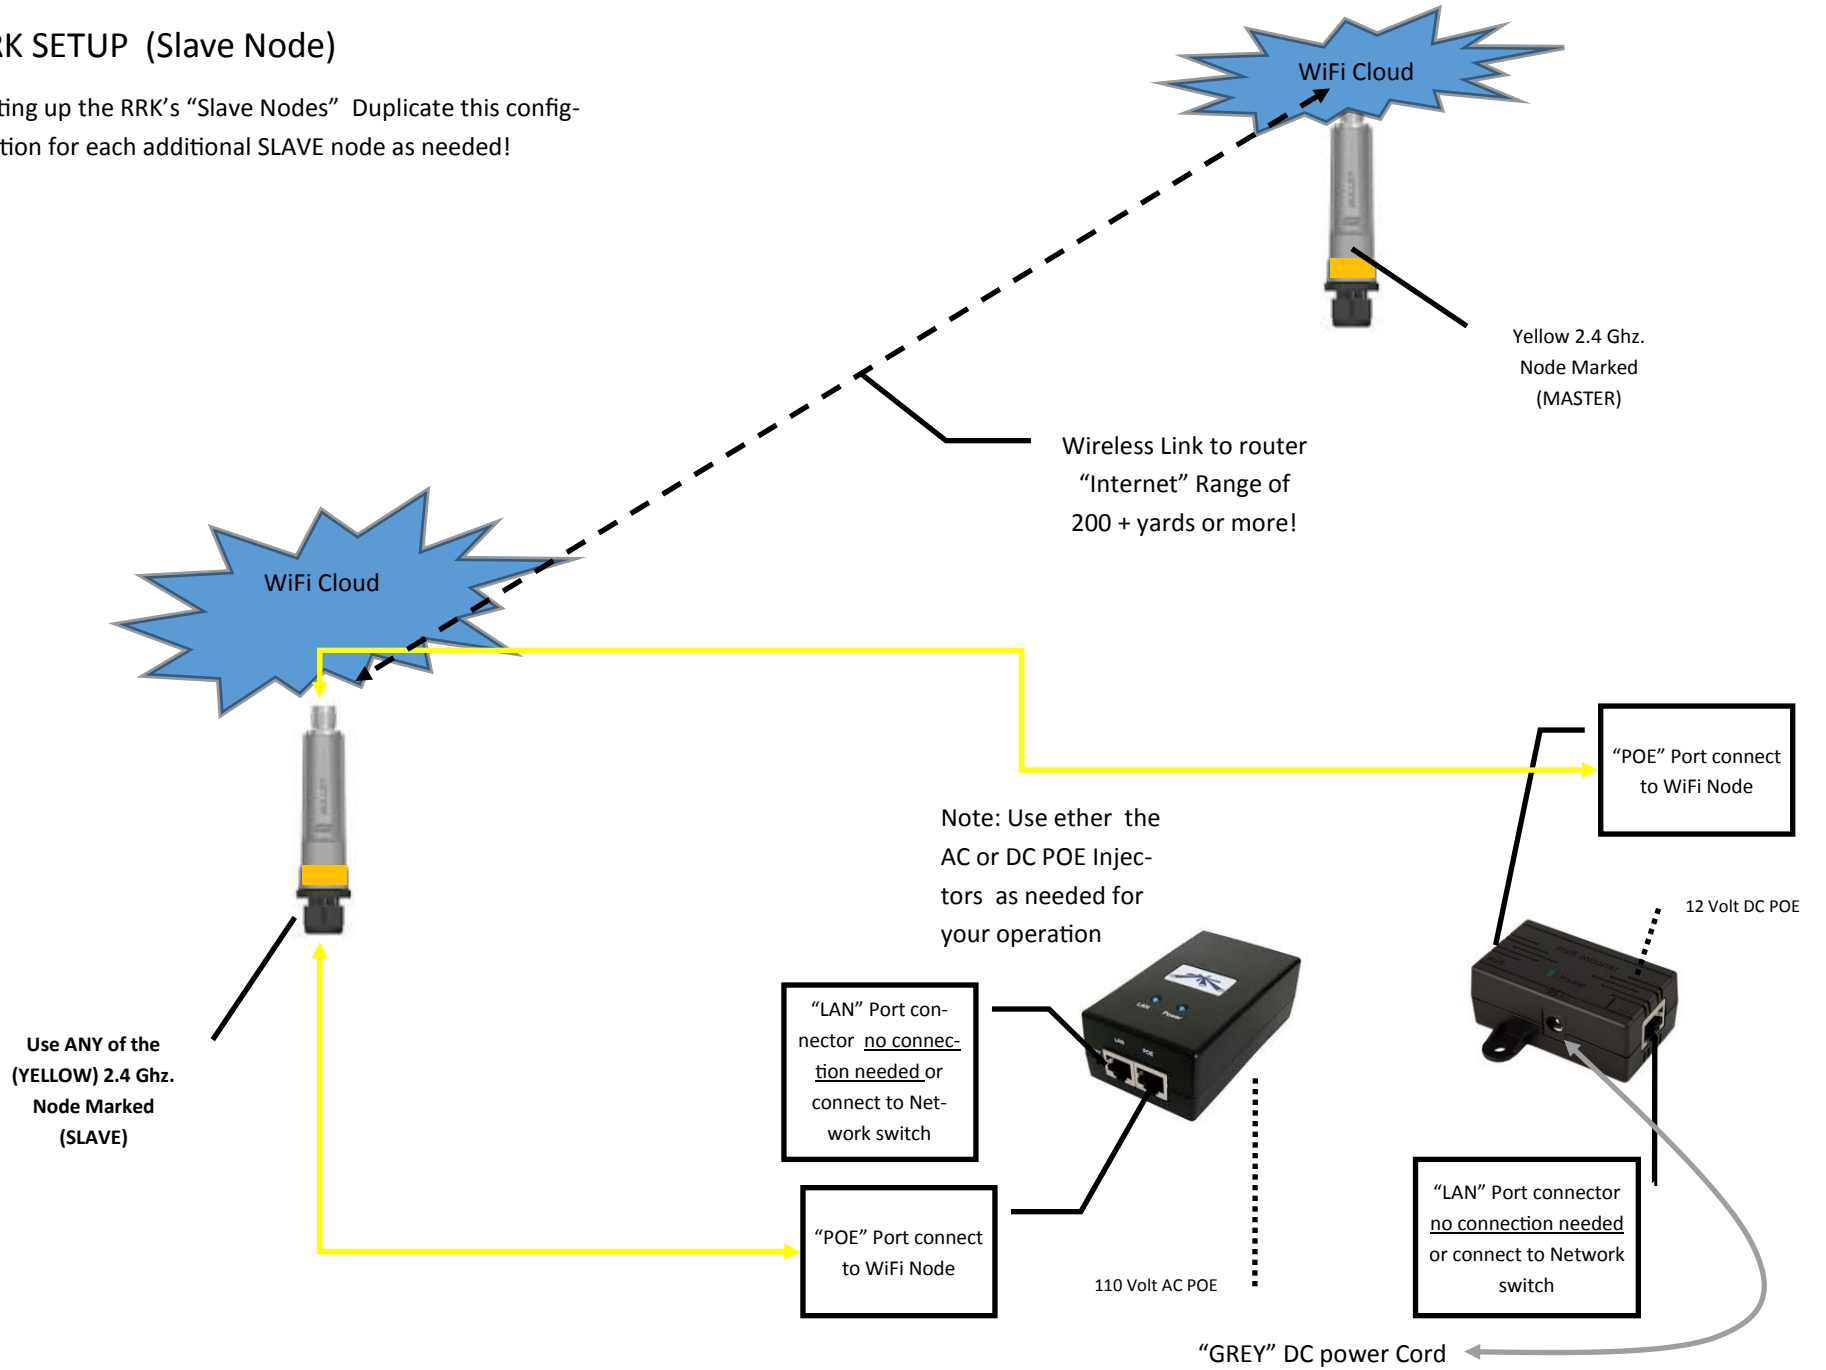 RK SETUP  (Slave Node)
ting up the RRK's “Slave Nodes”  Duplicate this config-
tion for each additional SLAVE node as needed!
WiFi Cloud
Yellow 2.4 Ghz.
Node Marked
(MASTER)
Wireless Link to router
“Internet” Range of
200 + yards or more!
WiFi Cloud
“POE” Port connect
to WiFi Node
Note: Use ether  the
AC or DC POE Injec-
tors  as needed for
your operation
12 Volt DC POE
“LAN” Port con-
nector  no connec-
tion needed or
connect to Net-
work switch
LAN
Power
LAN
POE
Use ANY of the
(YELLOW) 2.4 Ghz.
Node Marked
(SLAVE)
“LAN” Port connector
no connection needed
or connect to Network
switch
“POE” Port connect
to WiFi Node
110 Volt AC POE
“GREY” DC power Cord